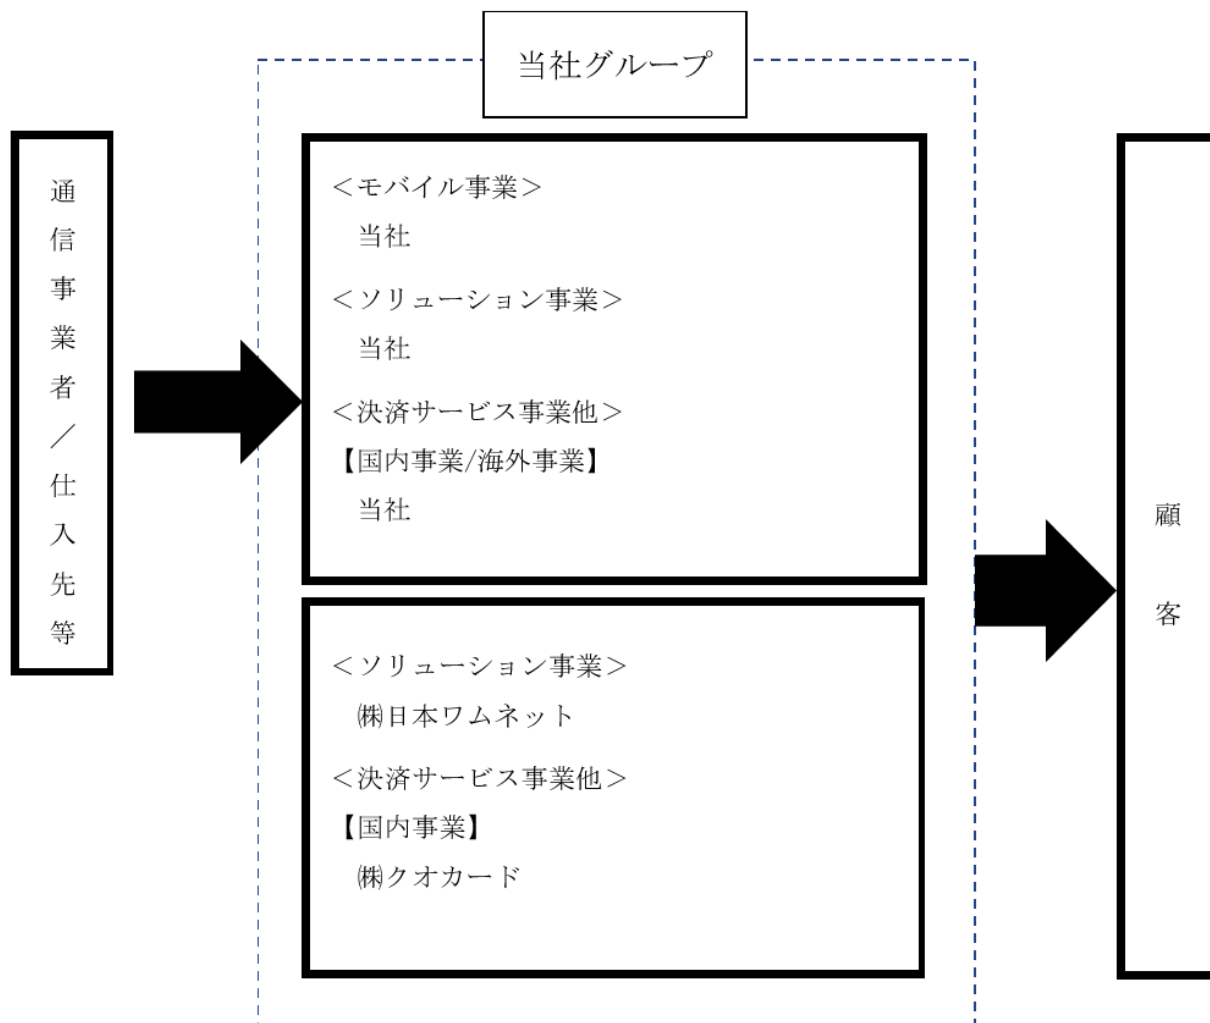 当社グループ
通信事業者／仕入先等
＜モバイル事業＞
当社
＜ソリューション事業＞
当社
＜決済サービス事業他＞
【国内事業/海外事業】
当社
＜ソリューション事業＞
㈱日本ワムネット
＜決済サービス事業他＞
【国内事業】
㈱クオカード
顧客